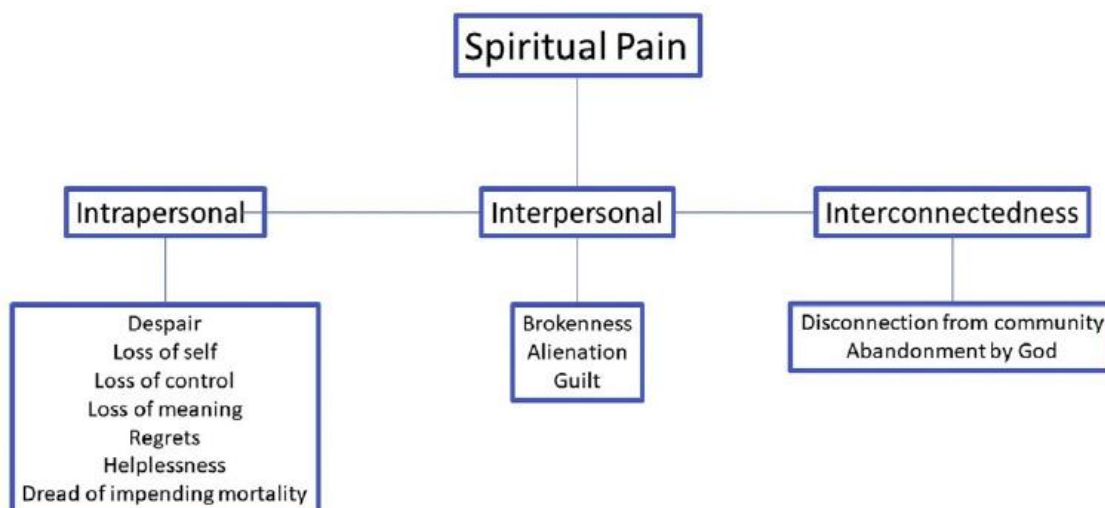 Spiritual Pain
Intrapersonal
Interpersonal
Interconnectedness
Despair
Loss of self
Loss of control
Loss of meaning
Regrets
Helplessness
Dread of impending mortality
Brokenness
Alienation
Guilt
Disconnection from community
Abandonment by God